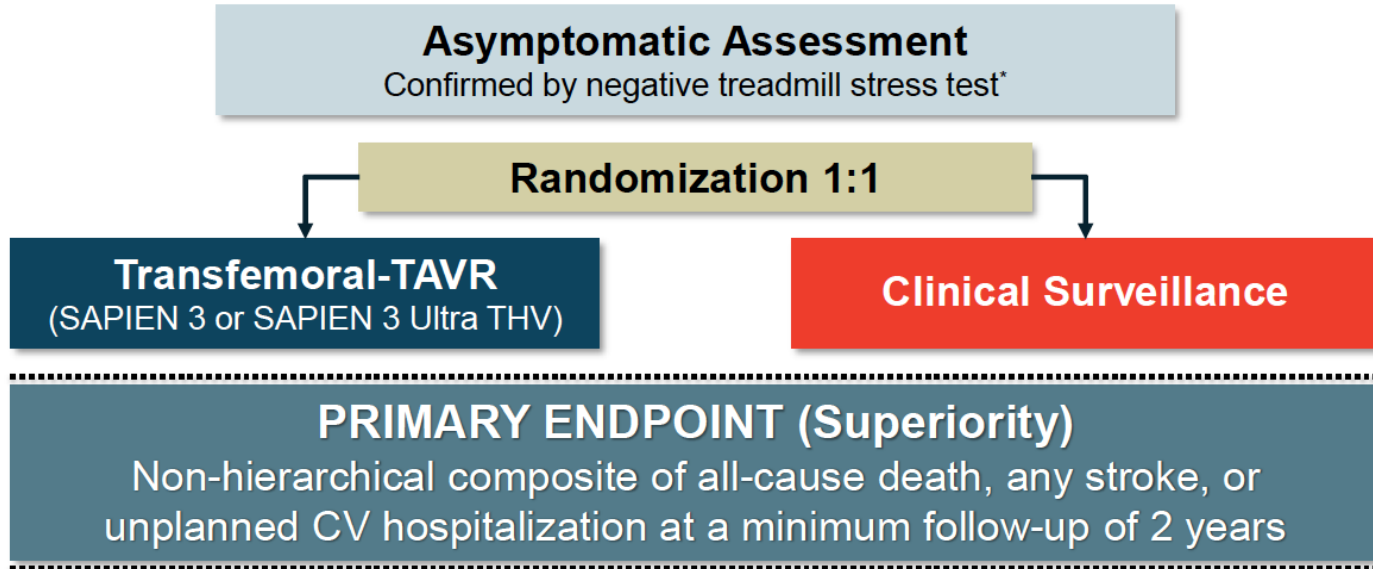 Asymptomatic Assessment
Confirmed by negative treadmill stress test*
Randomization 1:1
Transfemoral-TAVR
(SAPIEN 3 or SAPIEN 3 Ultra THV)
Clinical Surveillance
PRIMARY ENDPOINT (Superiority)
Non-hierarchical composite of all-cause death, any stroke, or
unplanned CV hospitalization at a minimum follow-up of 2 years